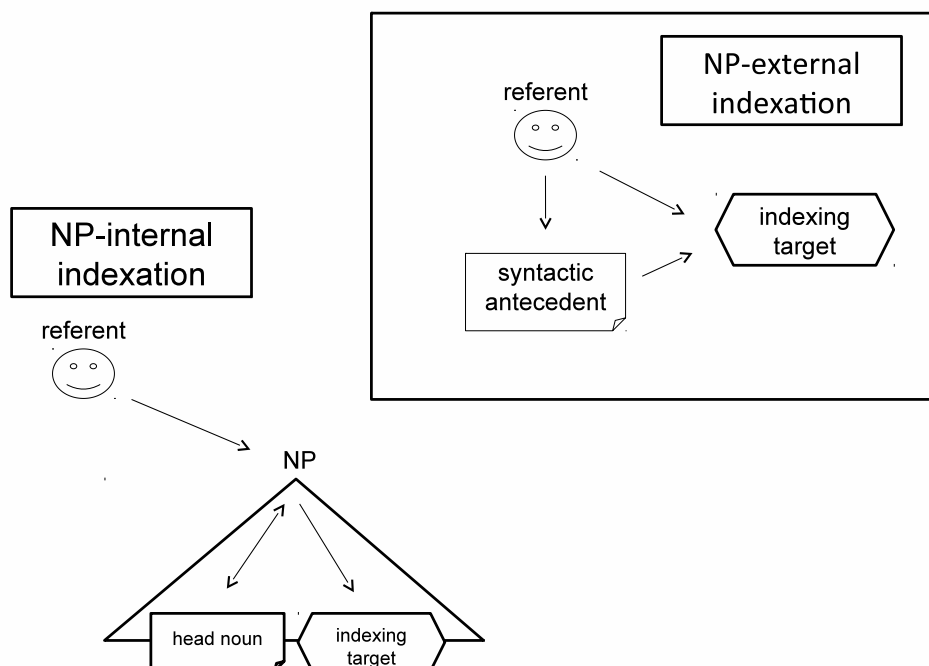 NP-external
indexation
referent
indexing
target
syntactic
antecedent
NP-internal
indexation
referent
NP
head noun
indexing
target